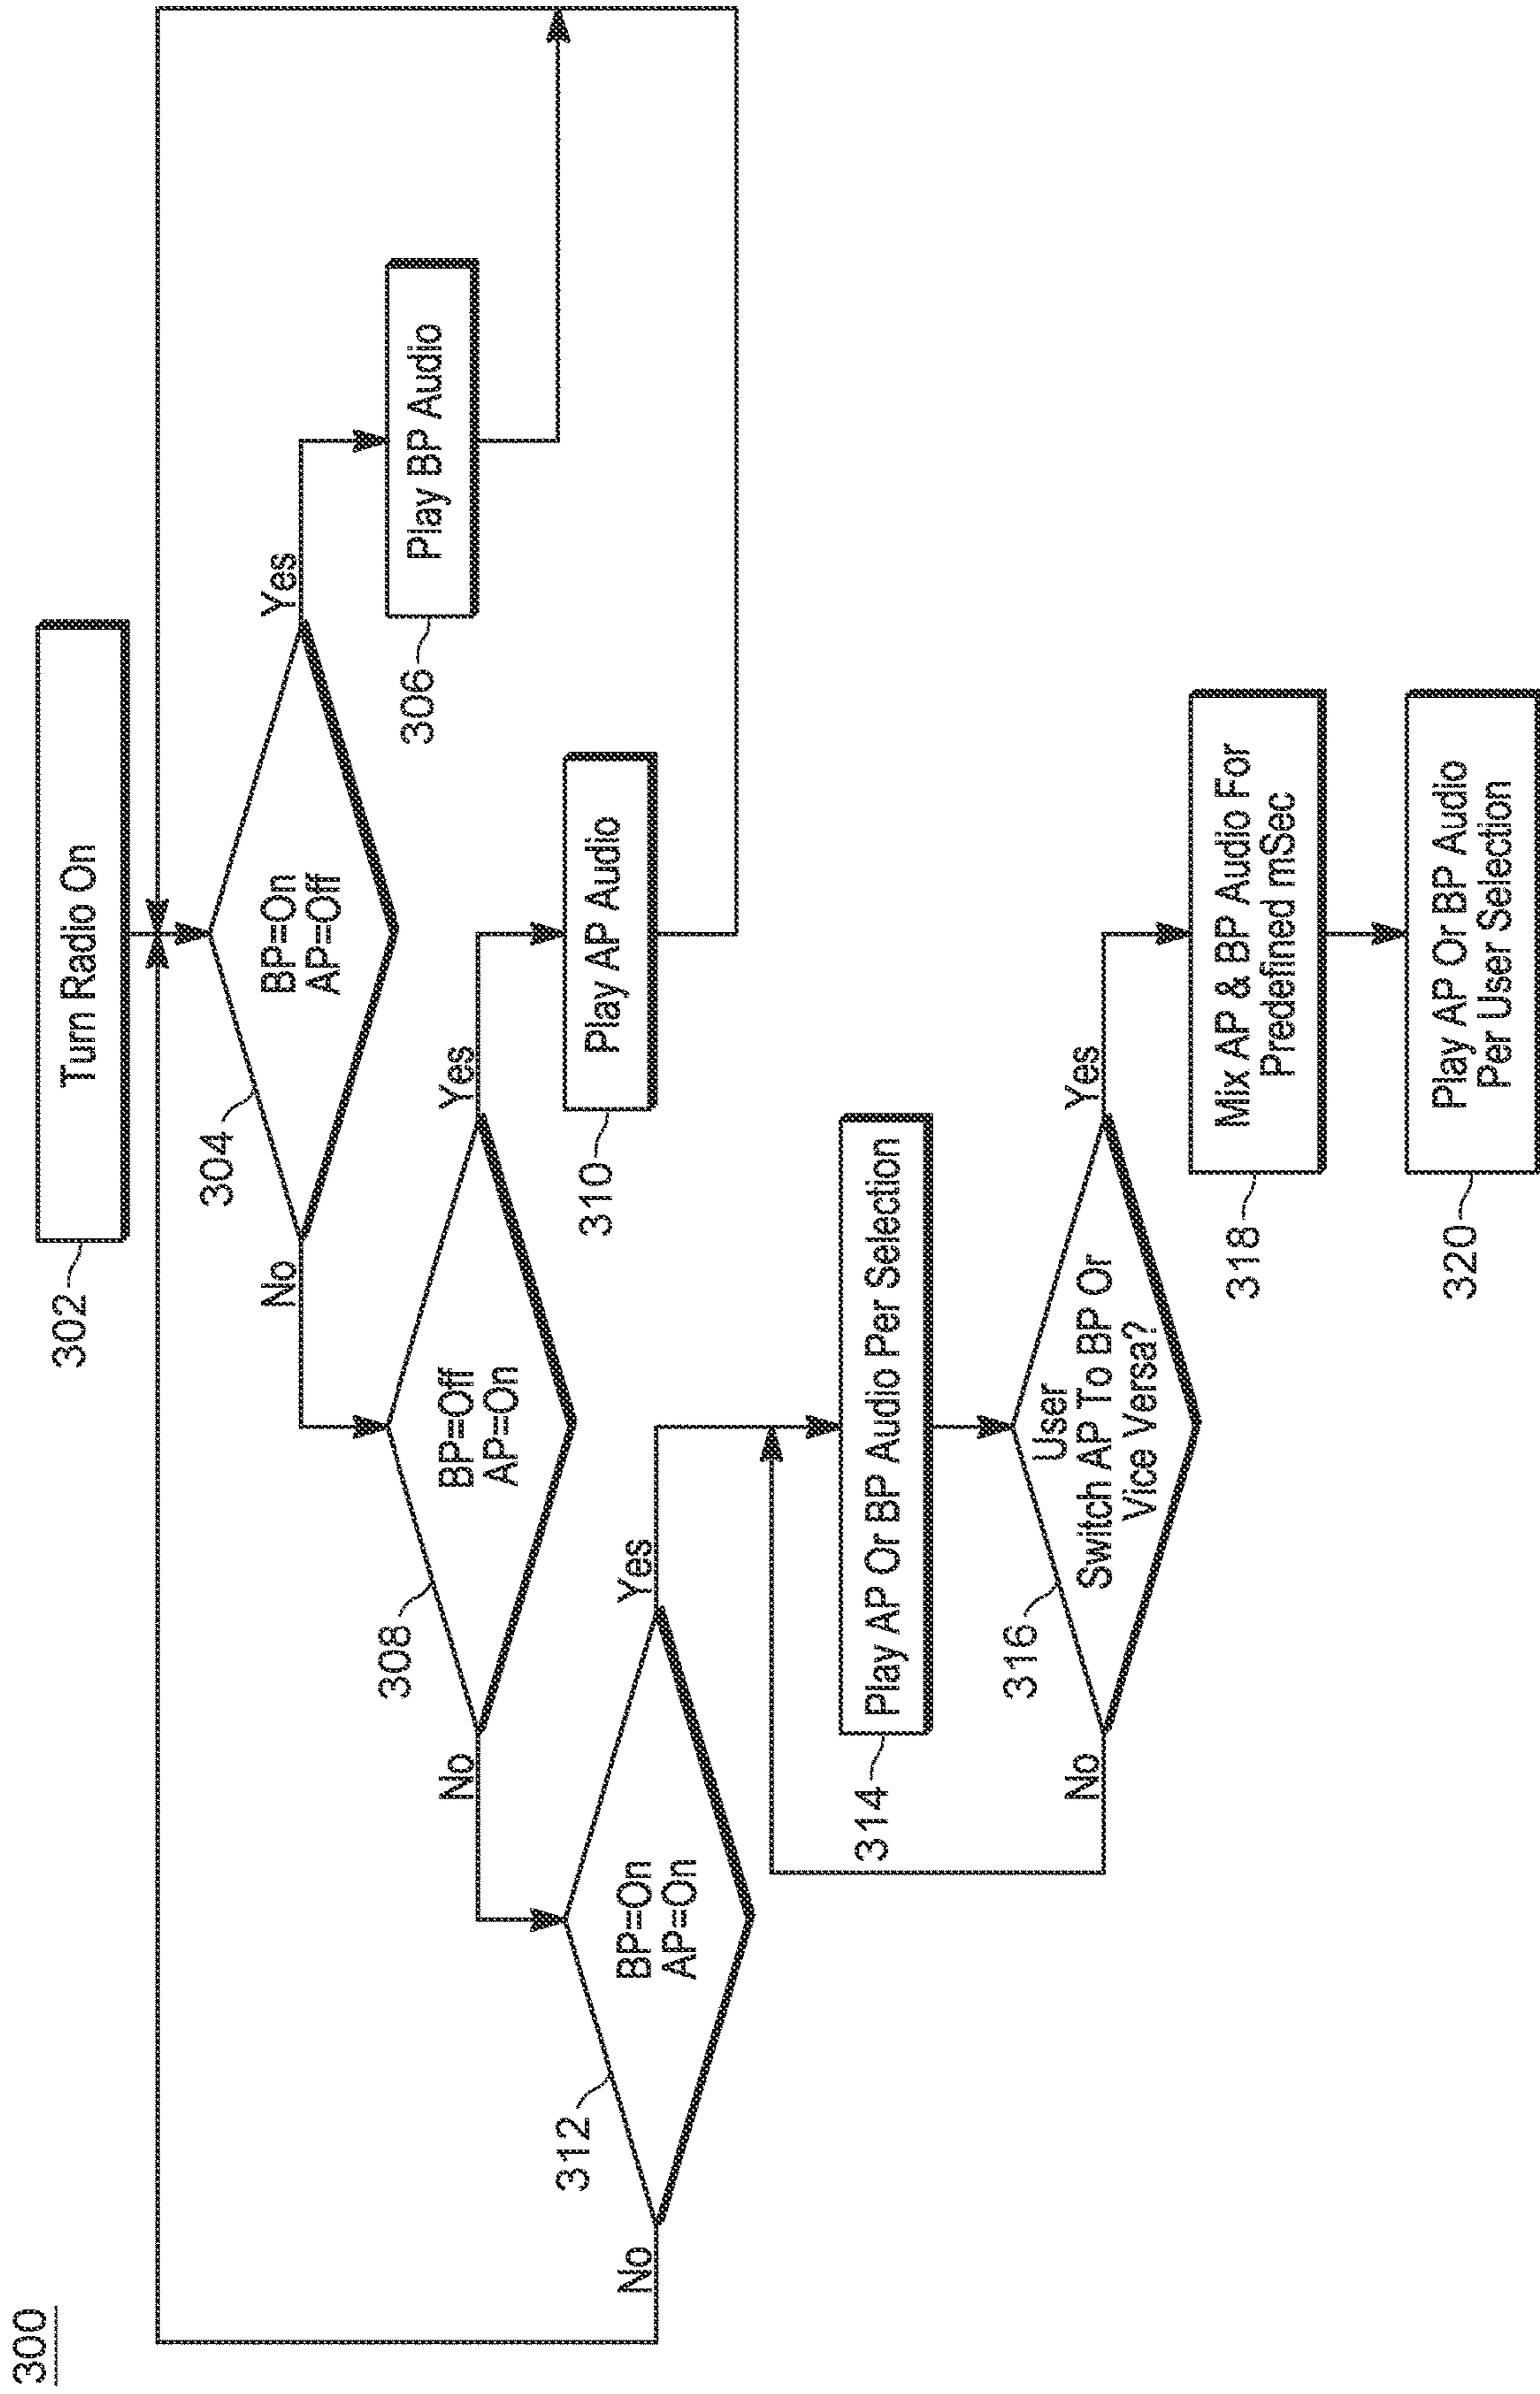 300
302
Turn Radio On
304
BP=On
AP=Off
No
Yes
306
Play BP Audio
308
BP=Off
AP=On
No
Yes
310
Play AP Audio
312
BP=On
AP=On
No
Yes
314
Play AP Or BP Audio Per Selection
316
User
Switch AP To BP Or
Vice Versa?
No
Yes
318
Mix AP & BP Audio For
Predefined mSec
320
Play AP Or BP Audio
Per User Selection